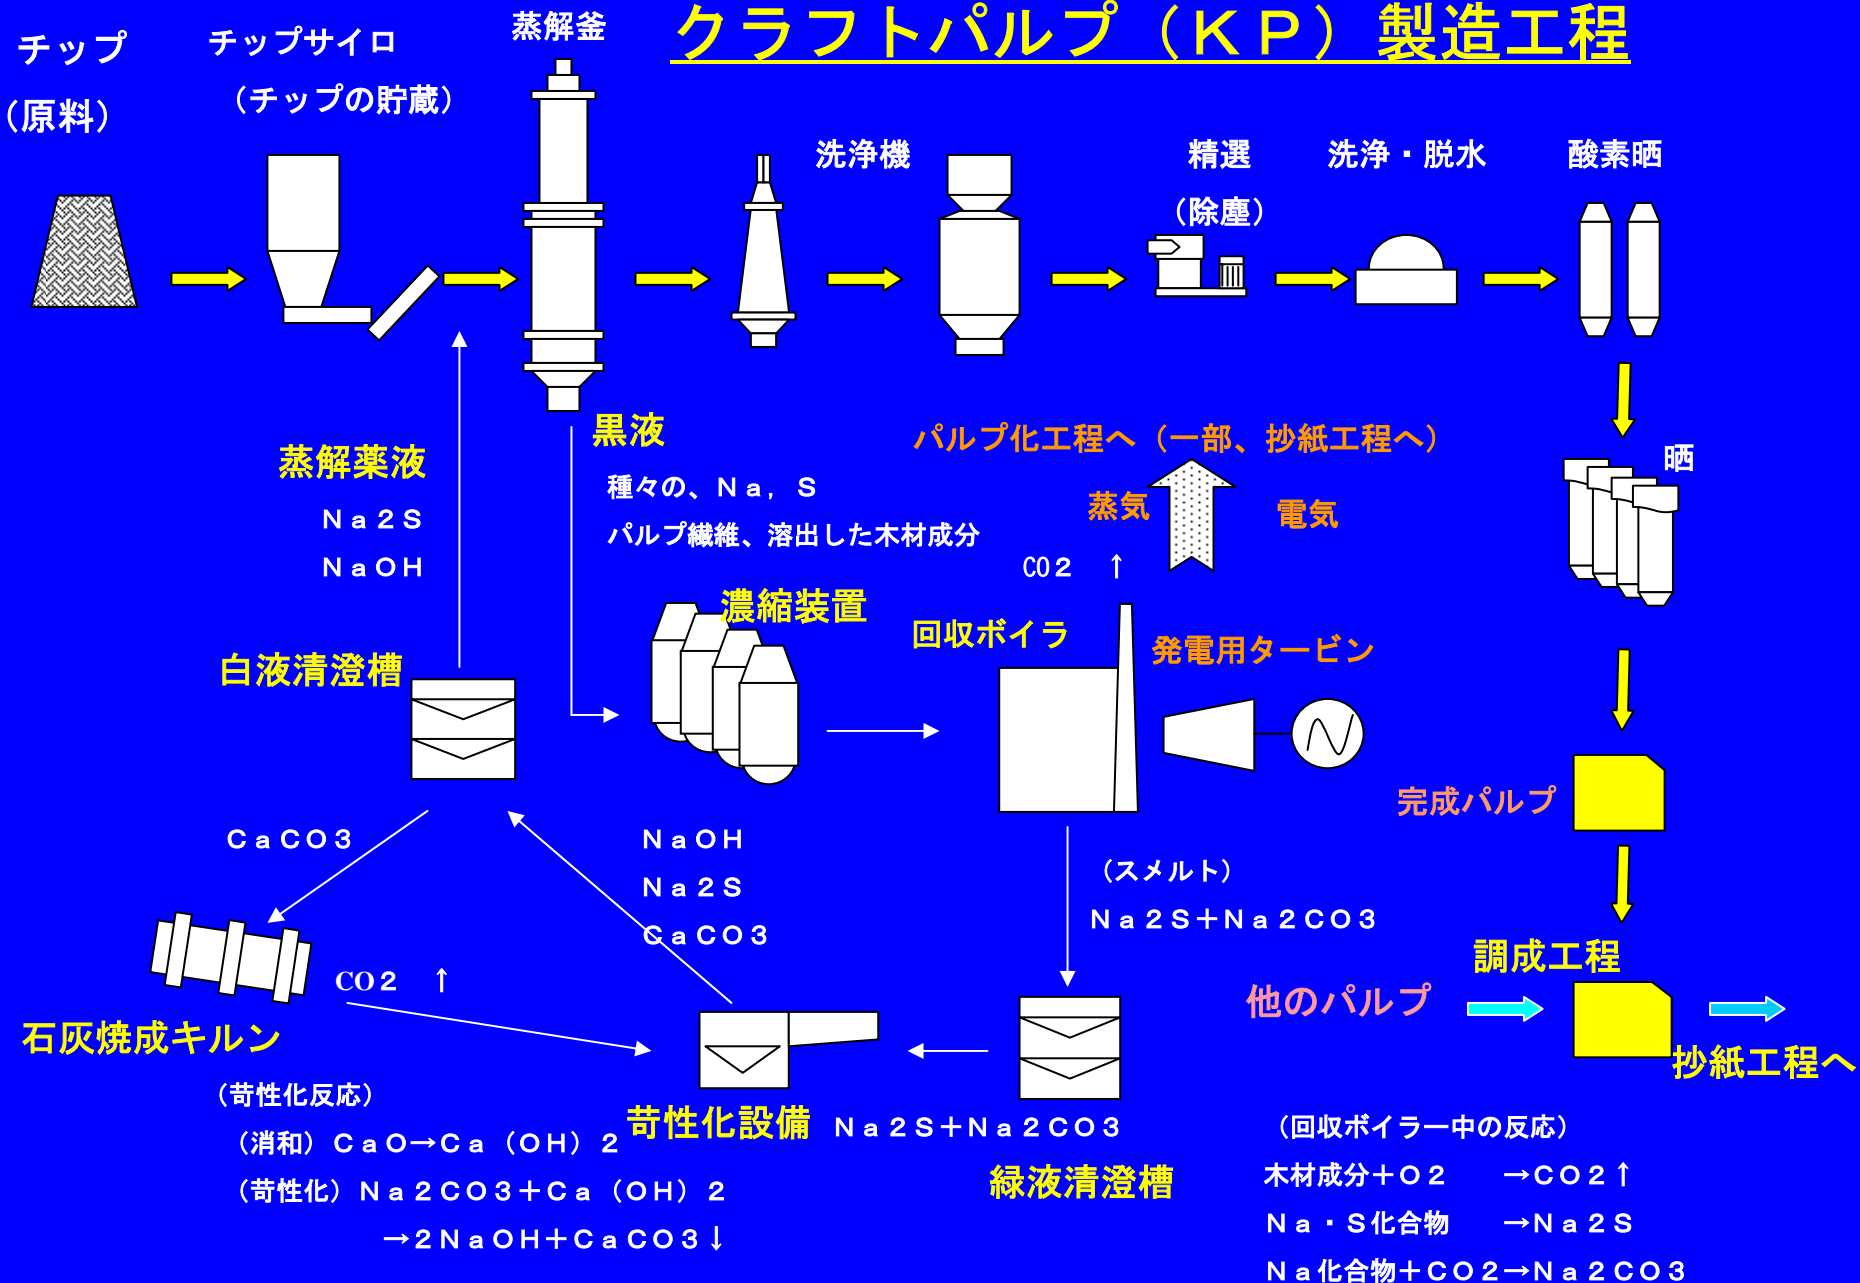 クラフトパルプ（ＫＰ）製造工程
チップ
（原料）
チップサイロ
（チップの貯蔵）
蒸解釜
洗浄機
精選
（除塵）
洗浄・脱水
酸素晒
晒
黒液
種々の、Ｎａ，Ｓ
パルプ繊維、溶出した木材成分
蒸解薬液
Ｎａ２Ｓ
ＮａＯＨ
パルプ化工程へ（一部、抄紙工程へ）
蒸気
電気
CO２　↑
濃縮装置
回収ボイラ
発電用タービン
白液清澄槽
完成パルプ
ＣａＣＯ３
ＮａＯＨ
Ｎａ２Ｓ
ＣａＣＯ３
（スメルト）
Ｎａ２Ｓ＋Ｎａ２ＣＯ３
調成工程
他のパルプ
抄紙工程へ
CO２　↑
石灰焼成キルン
（苛性化反応）
（消和）ＣａＯ→Ｃａ（ＯＨ）２
（苛性化）Ｎａ２ＣＯ３＋Ｃａ（ＯＨ）２
→２ＮａＯＨ＋ＣａＣＯ３↓
苛性化設備
Ｎａ２Ｓ＋Ｎａ２ＣＯ３
緑液清澄槽
（回収ボイラー中の反応）
木材成分＋Ｏ２　→ＣＯ２↑
Ｎａ・Ｓ化合物　→Ｎａ２Ｓ
Ｎａ化合物＋ＣＯ２→Ｎａ２ＣＯ３